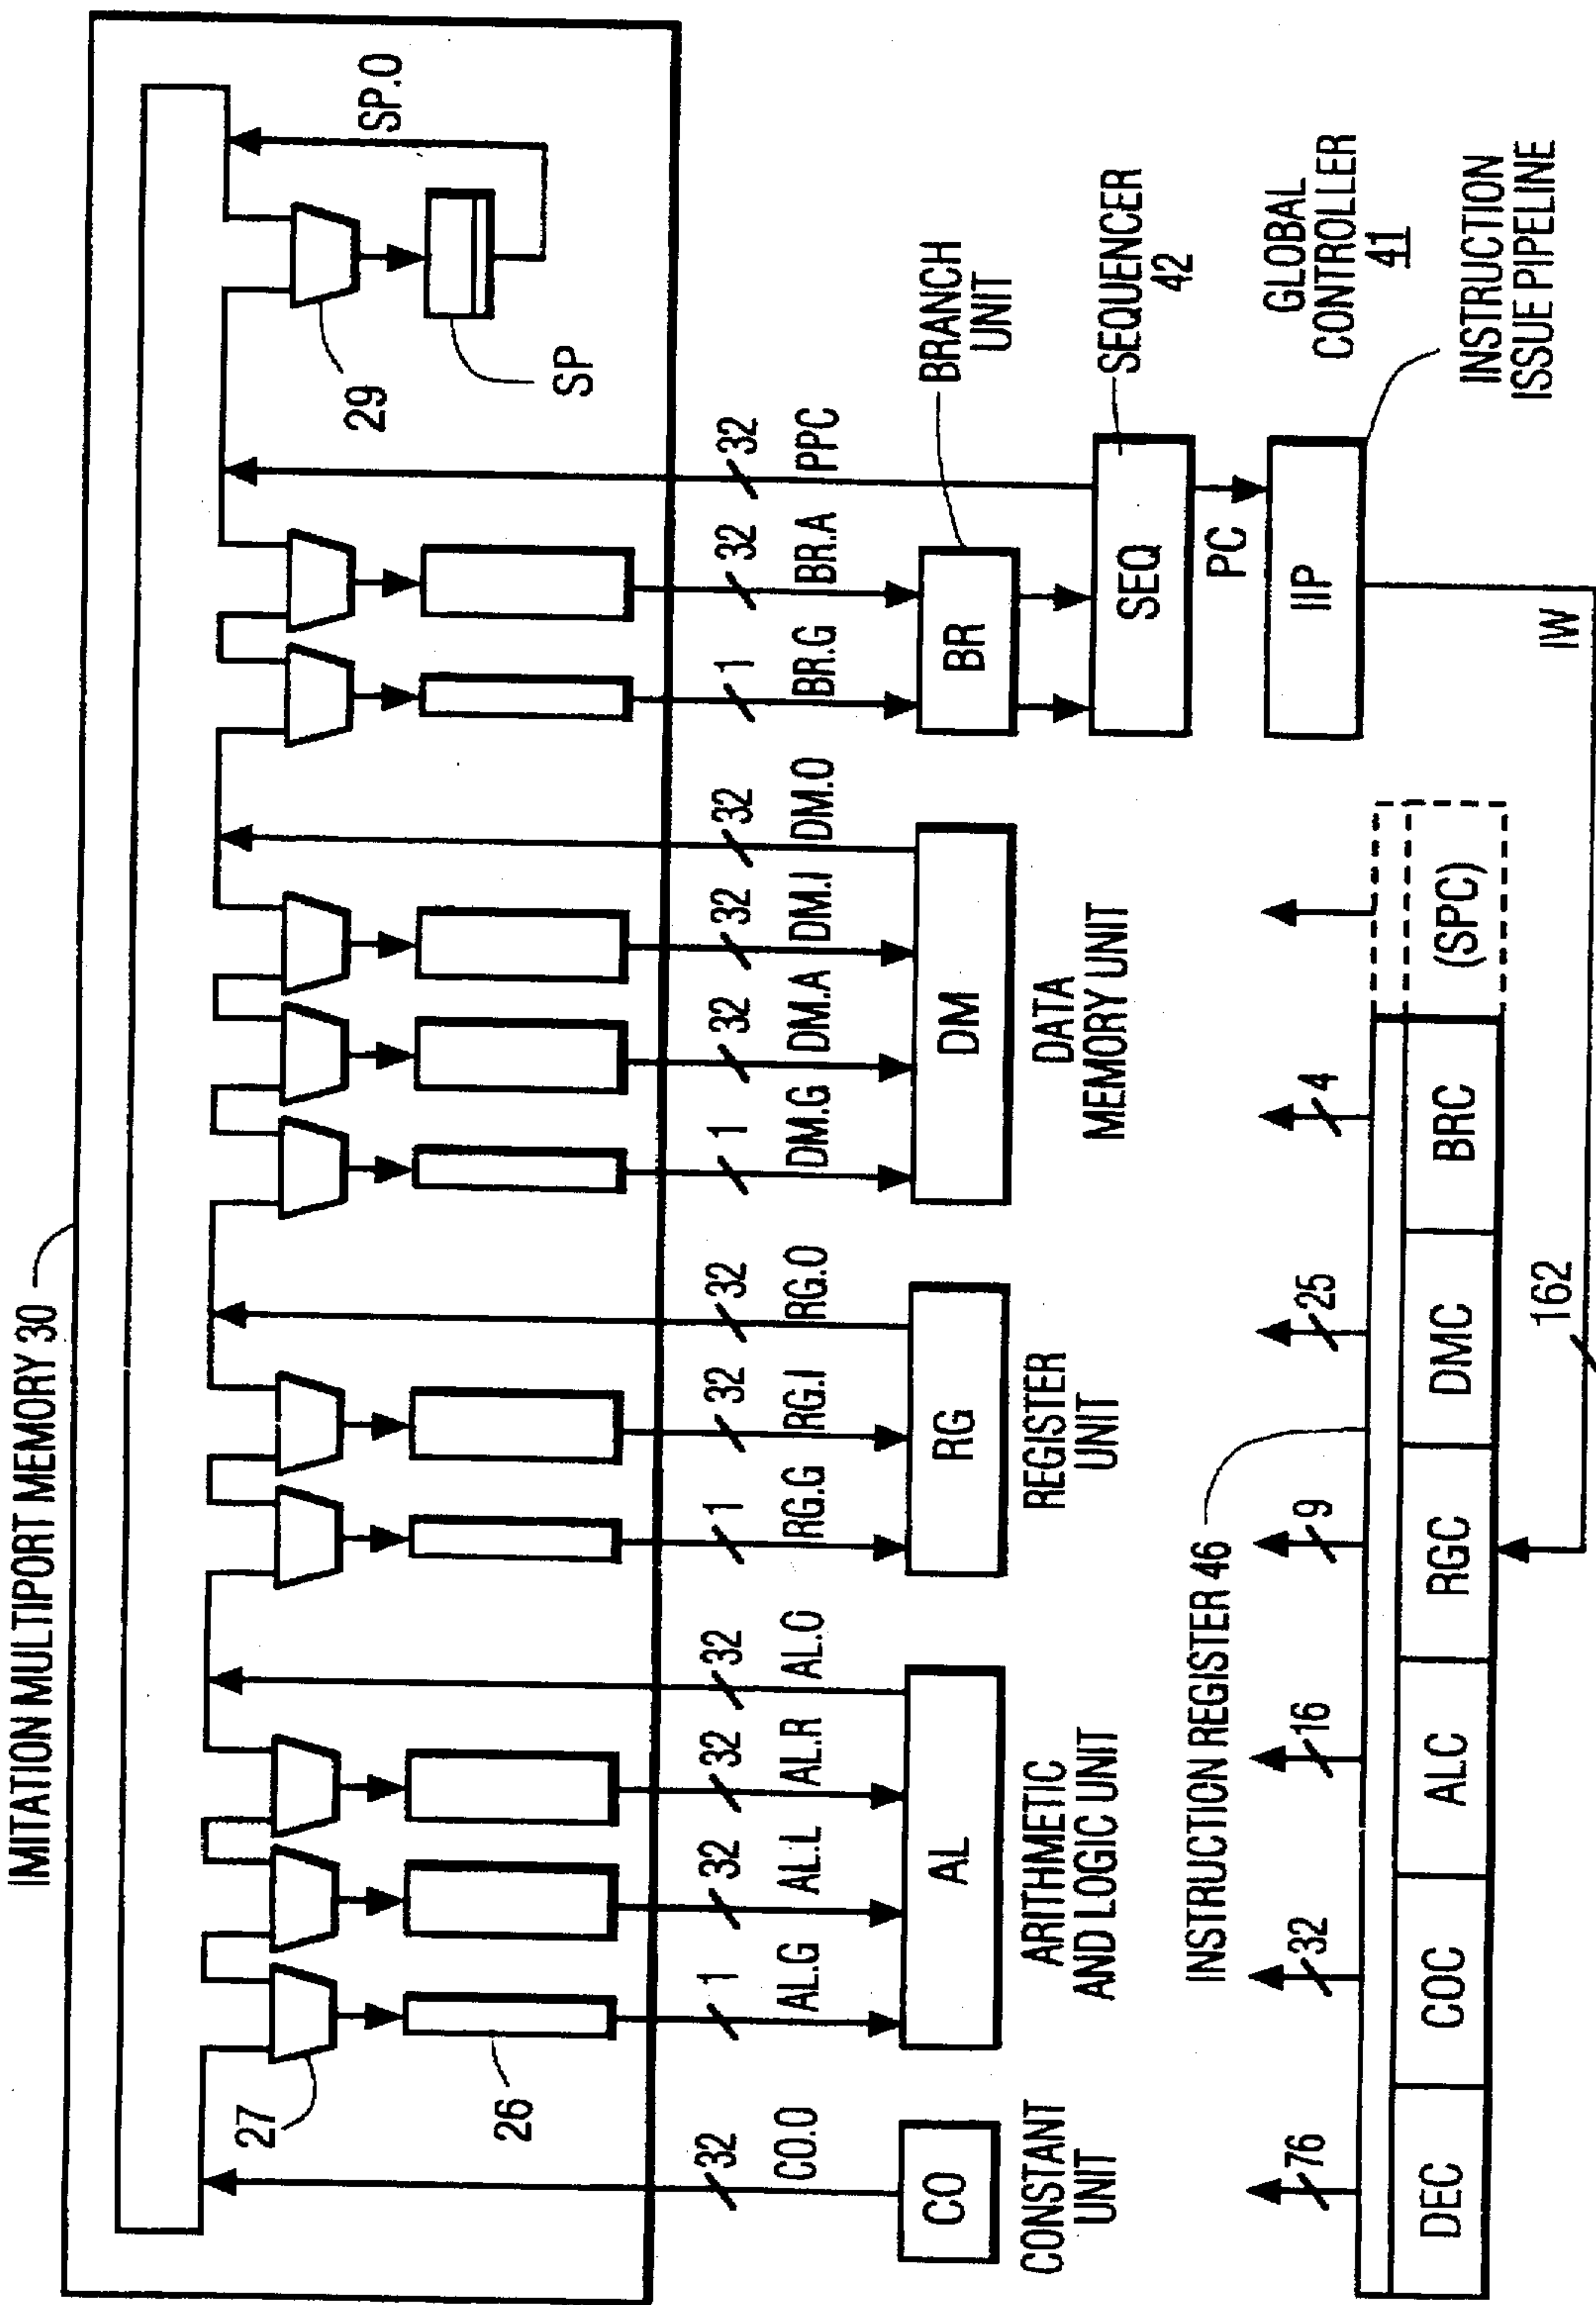 IMITATION MULTIPORT MEMORY 30
27
26
29
SP
SP.O
32
CO.O
1
AL.G
32
AL.L
32
AL.R
32
AL.O
1
RG.G
32
RG.I
32
RG.O
1
DM.G
32
DM.A
32
DM.I
32
DM.O
1
BR.G
32
BR.A
32
PPC
CO
CONSTANT
UNIT
AL
ARITHMETIC
AND LOGIC UNIT
RG
REGISTER
UNIT
DM
DATA
MEMORY UNIT
BR
BRANCH
UNIT
SEQ
SEQUENCER
42
PC
IIP
GLOBAL
CONTROLLER
41
INSTRUCTION
ISSUE PIPELINE
IW
INSTRUCTION REGISTER 46
76
32
16
9
25
4
DEC
COC
ALC
RGC
DMC
BRC
(SPC)
162